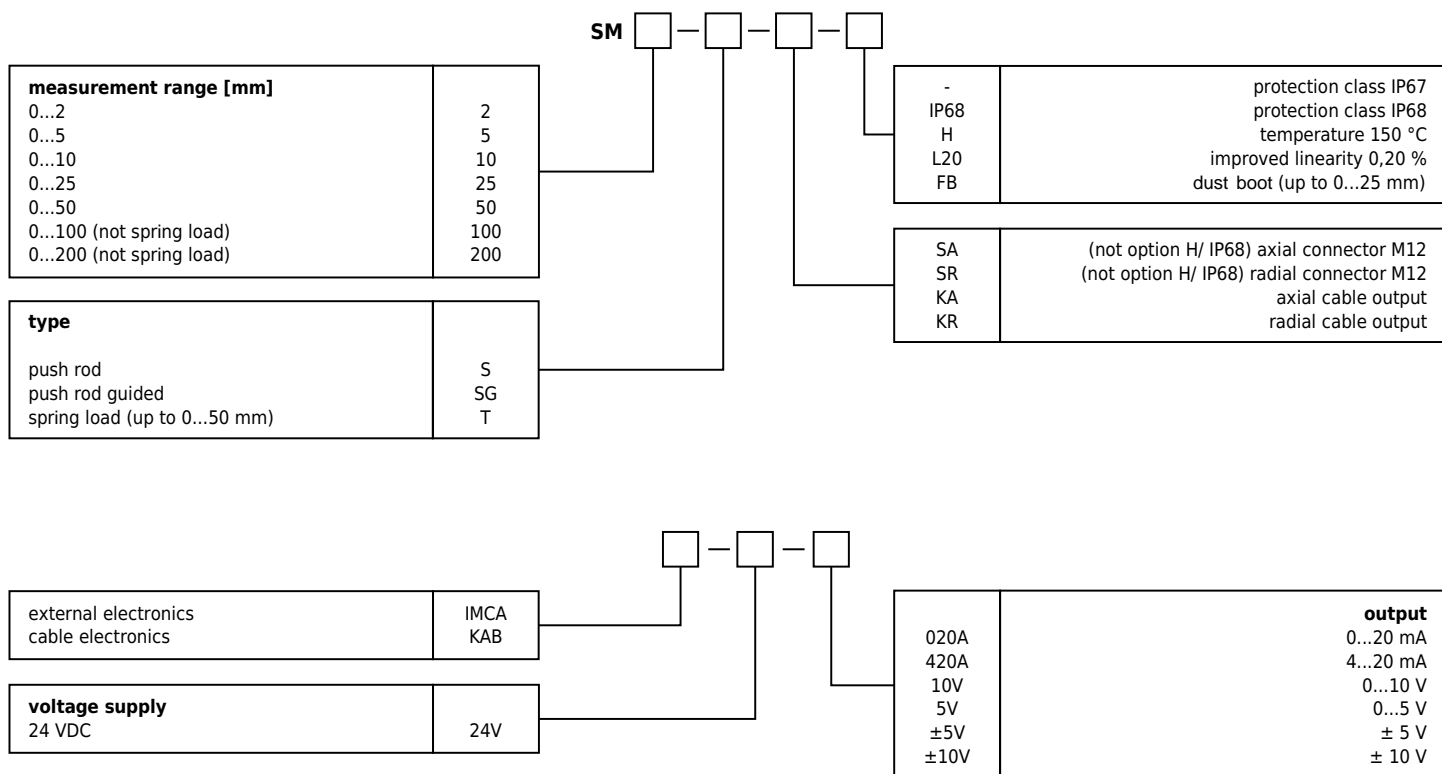 SM — — —
measurement range [mm]
0...2 2
0...5 5
0...10 10
0...25 25
0...50 50
0...100 (not spring load) 100
0...200 (not spring load) 200
type
push rod S
push rod guided SG
spring load (up to 0...50 mm) T
- protection class IP67
IP68 protection class IP68
H temperature 150 °C
L20 improved linearity 0,20 %
FB dust boot (up to 0...25 mm)
SA (not option H/ IP68) axial connector M12
SR (not option H/ IP68) radial connector M12
KA axial cable output
KR radial cable output
— —
external electronics IMCA
cable electronics KAB
voltage supply
24 VDC 24V
output
020A 0...20 mA
420A 4...20 mA
10V 0...10 V
5V 0...5 V
±5V ± 5 V
±10V ± 10 V